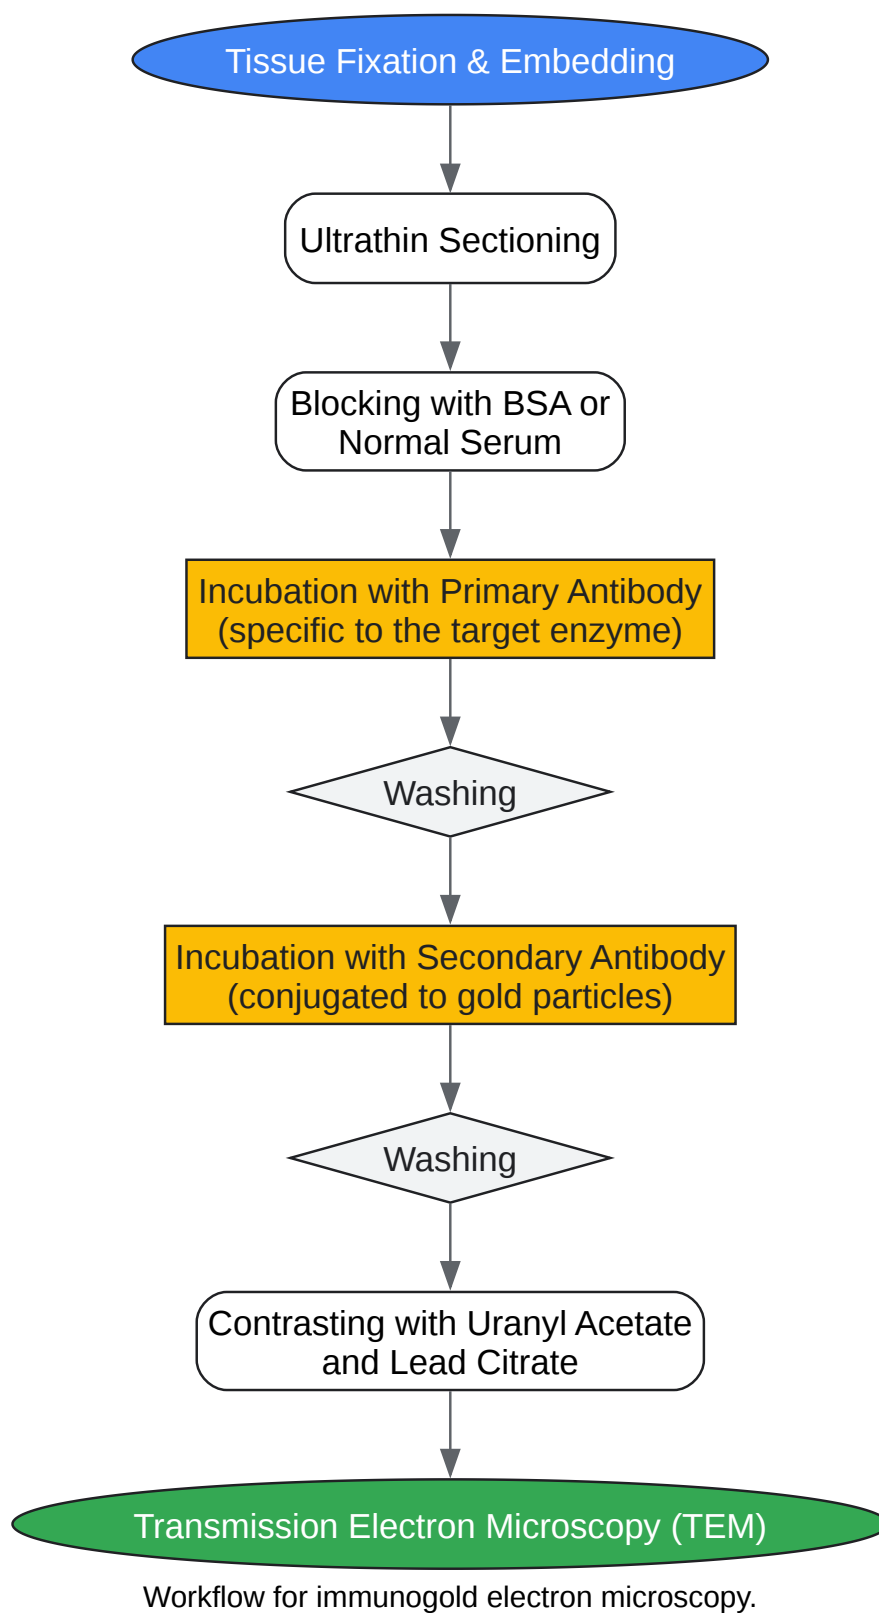 Tissue Fixation & Embedding
Ultrathin Sectioning
Blocking with BSA or
Normal Serum
Incubation with Primary Antibody
(specific to the target enzyme)
Washing
Incubation with Secondary Antibody
(conjugated to gold particles)
Washing
Contrasting with Uranyl Acetate
and Lead Citrate
Transmission Electron Microscopy (TEM)
Workflow for immunogold electron microscopy.